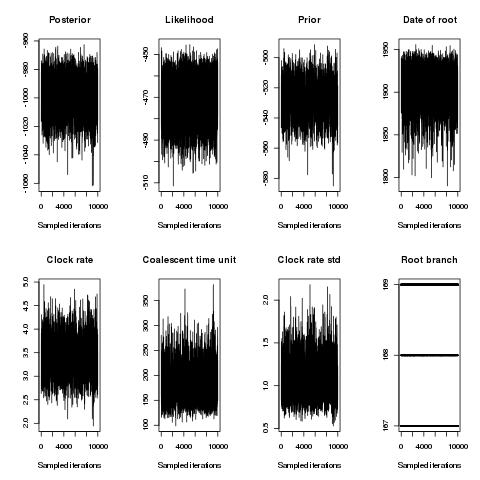 Posterior Likelihood Prior Date of root
-960 -980 -1000 -1020 -1040 -1060
-450 -470 -490 -510
-500 -520 -540 -560 -580
1950 1900 1850 1800
0 4000 10000 0 4000 10000 0 4000 10000 0 4000 10000
Sampled iterations Sampled iterations Sampled iterations Sampled iterations
Clock rate Coalescent time unit Clock rate std Root branch
5.0 4.5 4.0 3.5 3.0 2.5 2.0
350 300 250 200 150 100
2.0 1.5 1.0 0.5
169 168 167
0 4000 10000 0 4000 10000 0 4000 10000 0 4000 10000
Sampled iterations Sampled iterations Sampled iterations Sampled iterations